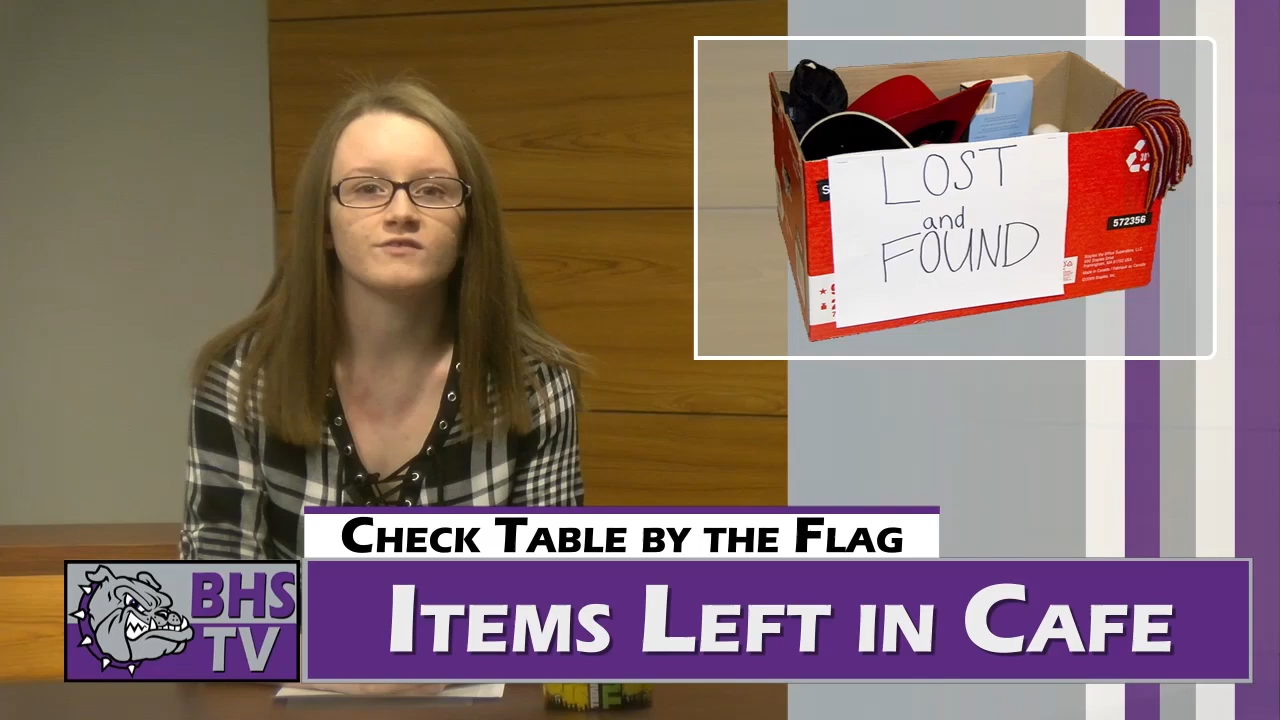 LOST
and
FOUND
572356
CHECK TABLE BY THE FLAG
BHS
TV
ITEMS LEFT IN CAFE